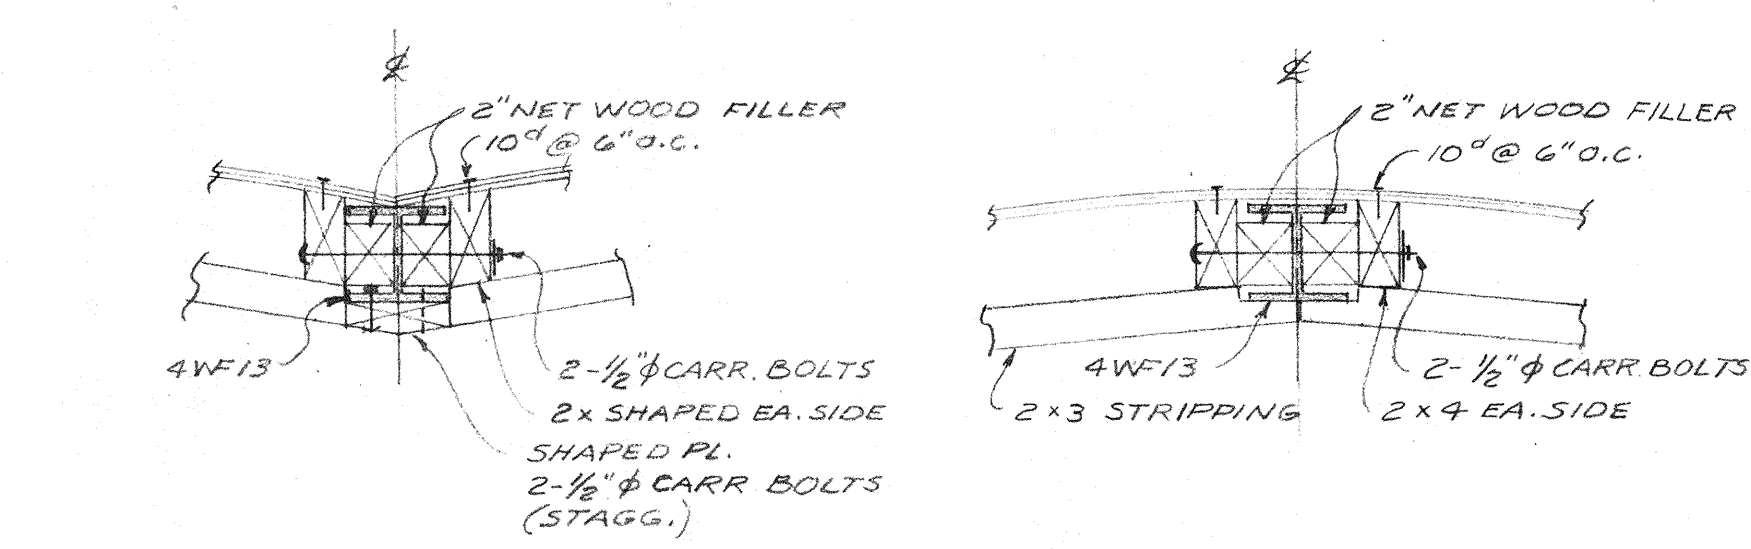 ℄
2" NET WOOD FILLER
10ᵈ @ 6" O.C.
4WF13
2-½" ϕ CARR. BOLTS
2x SHAPED EA. SIDE
SHAPED PL.
2-½" ϕ CARR BOLTS
(STAGG.)
℄
2" NET WOOD FILLER
10ᵈ @ 6" O.C.
4WF13
2-½" ϕ CARR. BOLTS
2x3 STRIPPING
2x4 EA. SIDE